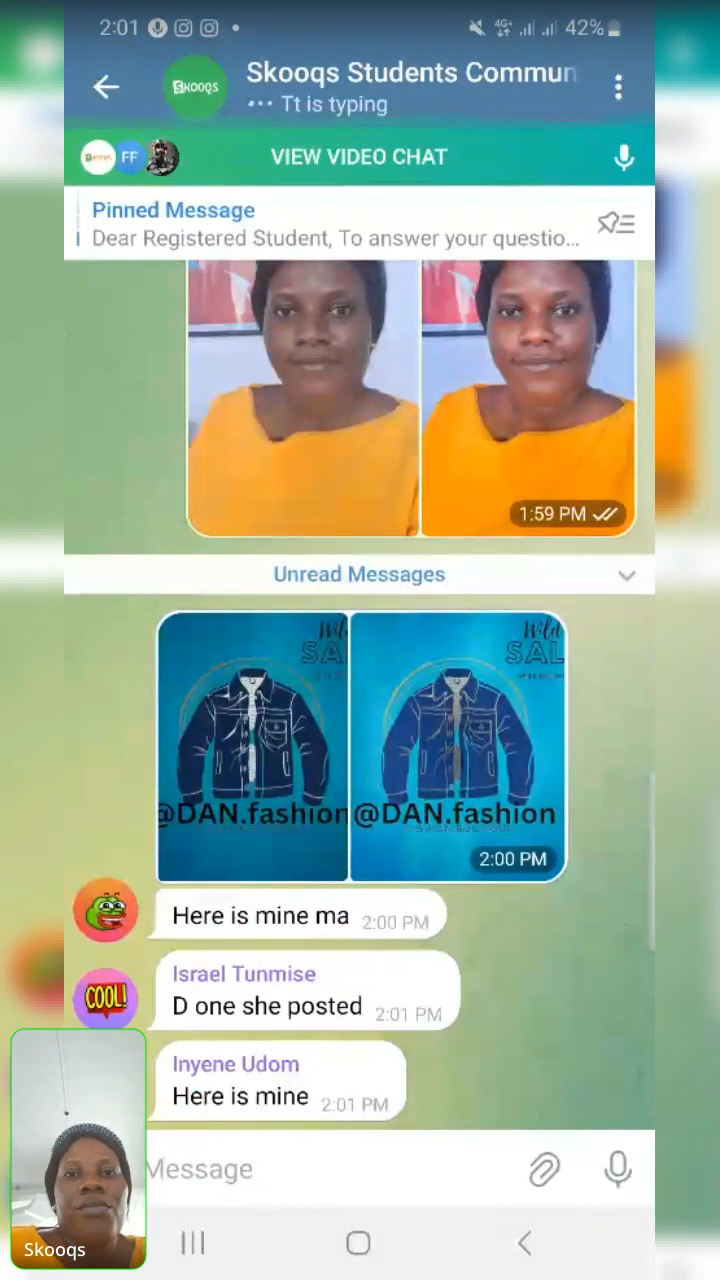 2:01
4G+
42%
SKOOQS
Skooqs Students Commun
Tt is typing
FF
VIEW VIDEO CHAT
Pinned Message
Dear Registered Student, To answer your questio...
1:59 PM
Unread Messages
Wild
SAL
@DAN.fashion @DAN.fashion
2:00 PM
Here is mine ma 2:00 PM
Israel Tunmise
COOL!
D one she posted 2:01 PM
Inyene Udom
Here is mine 2:01 PM
Message
Skooqs